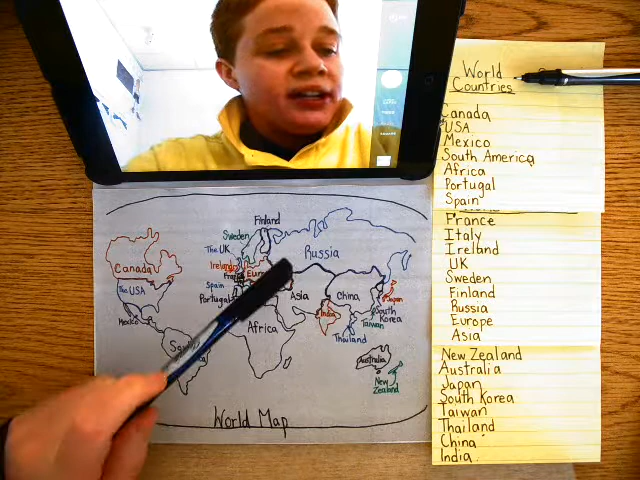 World
Countries
Canada
USA
Mexico
South America
Africa
Portugal
Spain
France
Italy
Ireland
UK
Sweden
Finland
Russia
Europe
Asia
New Zealand
Australia
Japan
South Korea
Taiwan
Thailand
China
India
Finland
Sweden
The UK
Russia
Ireland
Canada
The USA
Spain
Portugal
Asia
China
Japan
South
Korea
India
Taiwan
Mexico
Africa
Thailand
Australia
New
Zealand
World Map